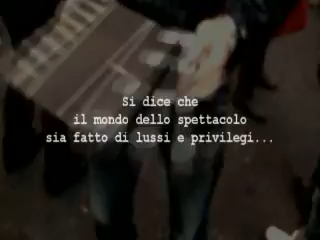 Si dice che
il mondo dello spettacolo
sia fatto di lussi e privilegi...